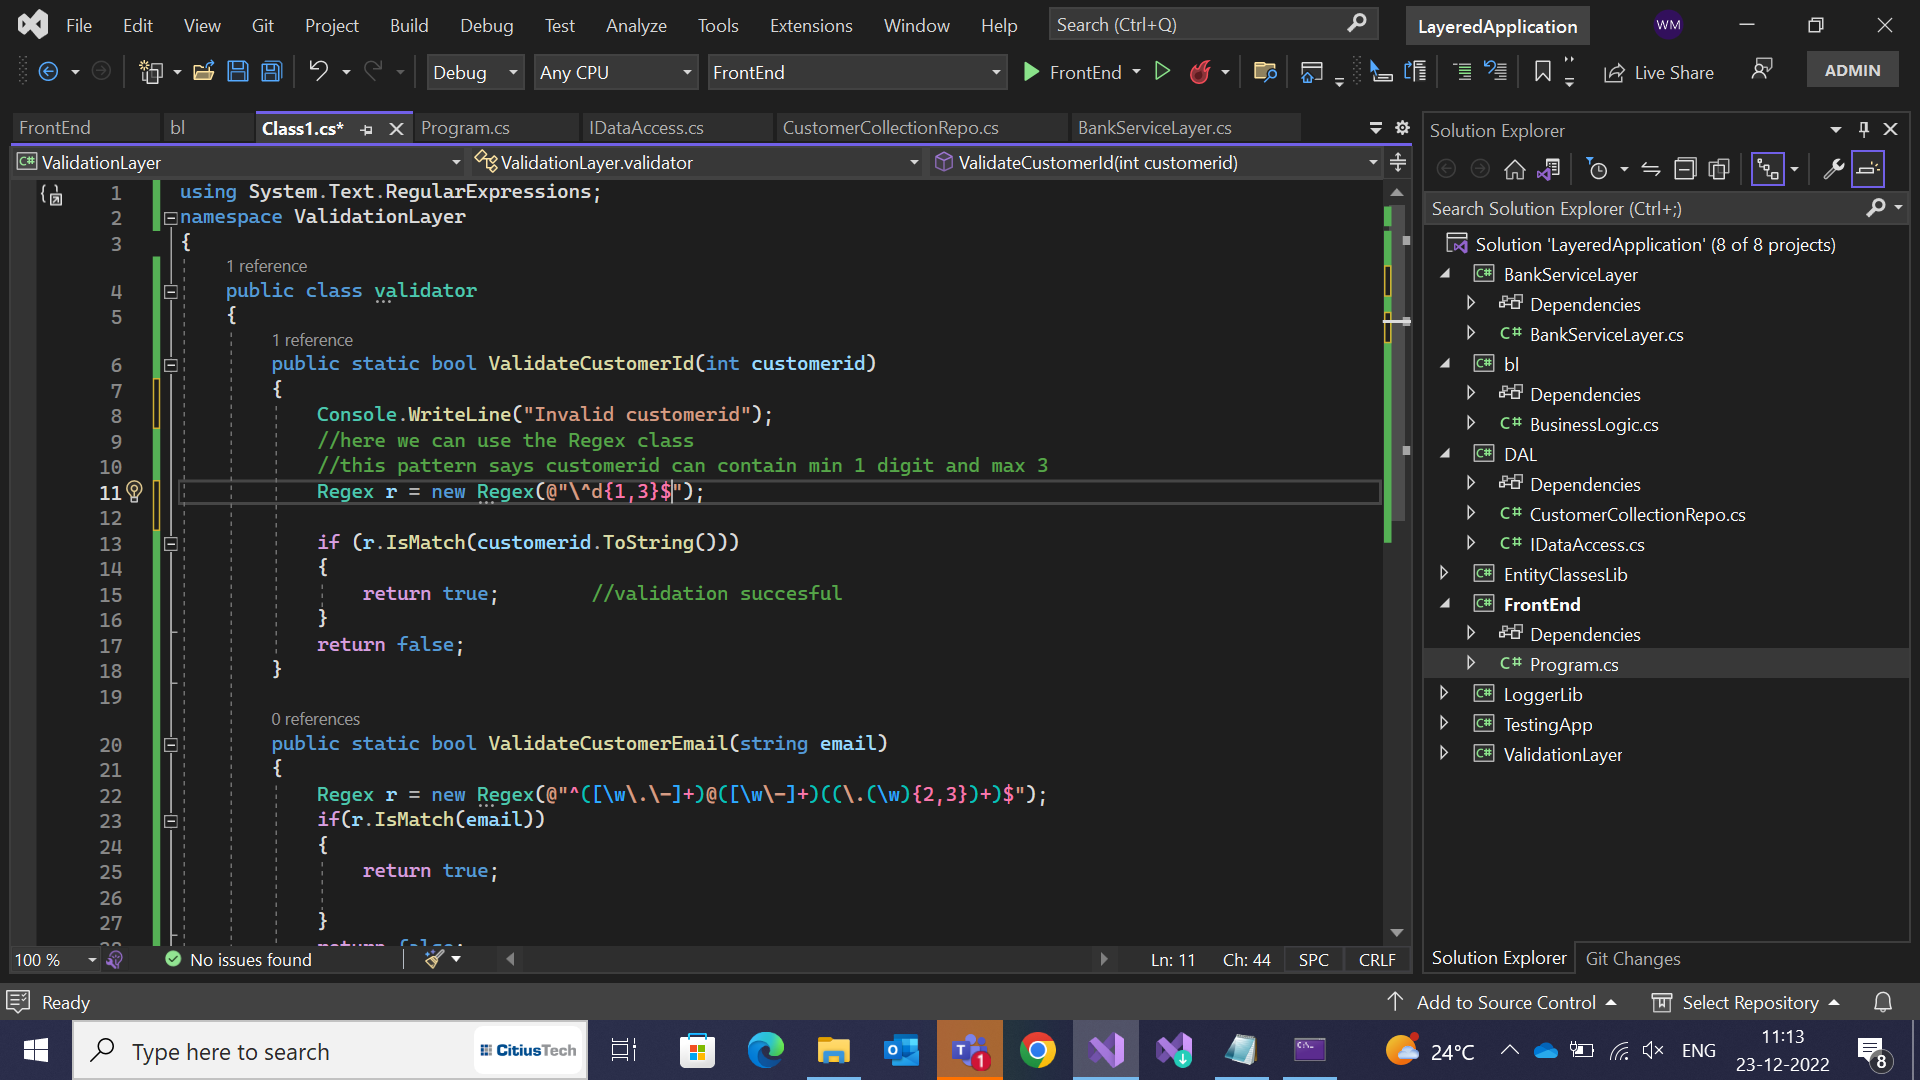 File Edit View Git Project Build Debug Test Analyze Tools Extensions Window Help Search (Ctrl+Q) LayeredApplication WM
Debug Any CPU FrontEnd FrontEnd Live Share ADMIN
FrontEnd bl Class1.cs* Program.cs IDataAccess.cs CustomerCollectionRepo.cs BankServiceLayer.cs
C# ValidationLayer ValidationLayer.validator ValidateCustomerId(int customerid)
1 using System.Text.RegularExpressions;
2 namespace ValidationLayer
3 {
1 reference
4 public class validator
5 {
1 reference
6 public static bool ValidateCustomerId(int customerid)
7 {
8 Console.WriteLine("Invalid customerid");
9 //here we can use the Regex class
10 //this pattern says customerid can contain min 1 digit and max 3
11 Regex r = new Regex(@"\^d{1,3}$");
12
13 if (r.IsMatch(customerid.ToString()))
14 {
15 return true; //validation succesful
16 }
17 return false;
18 }
19
0 references
20 public static bool ValidateCustomerEmail(string email)
21 {
22 Regex r = new Regex(@"^([\w\.\-]+)@([\w\-]+)((\.(\w){2,3})+)$");
23 if(r.IsMatch(email))
24 {
25 return true;
26
27 }
28 return false;
100 % No issues found Ln: 11 Ch: 44 SPC CRLF
Solution Explorer
Search Solution Explorer (Ctrl+;)
Solution 'LayeredApplication' (8 of 8 projects)
C# BankServiceLayer
Dependencies
C# BankServiceLayer.cs
C# bl
Dependencies
C# BusinessLogic.cs
C# DAL
Dependencies
C# CustomerCollectionRepo.cs
C# IDataAccess.cs
C# EntityClassesLib
C# FrontEnd
Dependencies
C# Program.cs
C# LoggerLib
C# TestingApp
C# ValidationLayer
Solution Explorer Git Changes
Ready Add to Source Control Select Repository
Type here to search CitiusTech 1 24°C ENG 11:13
23-12-2022 8